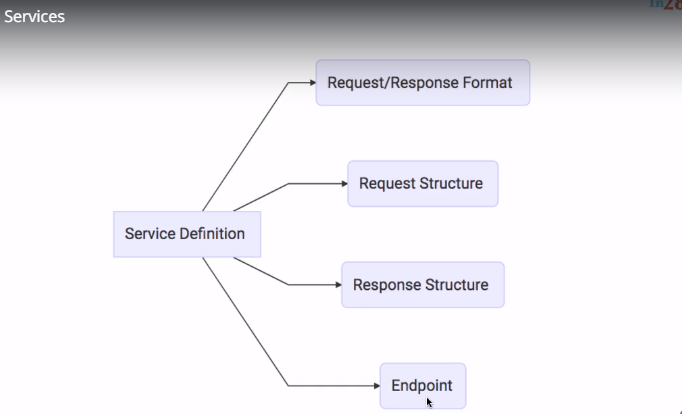 Services
Request/Response Format
Request Structure
Service Definition
Response Structure
Endpoint